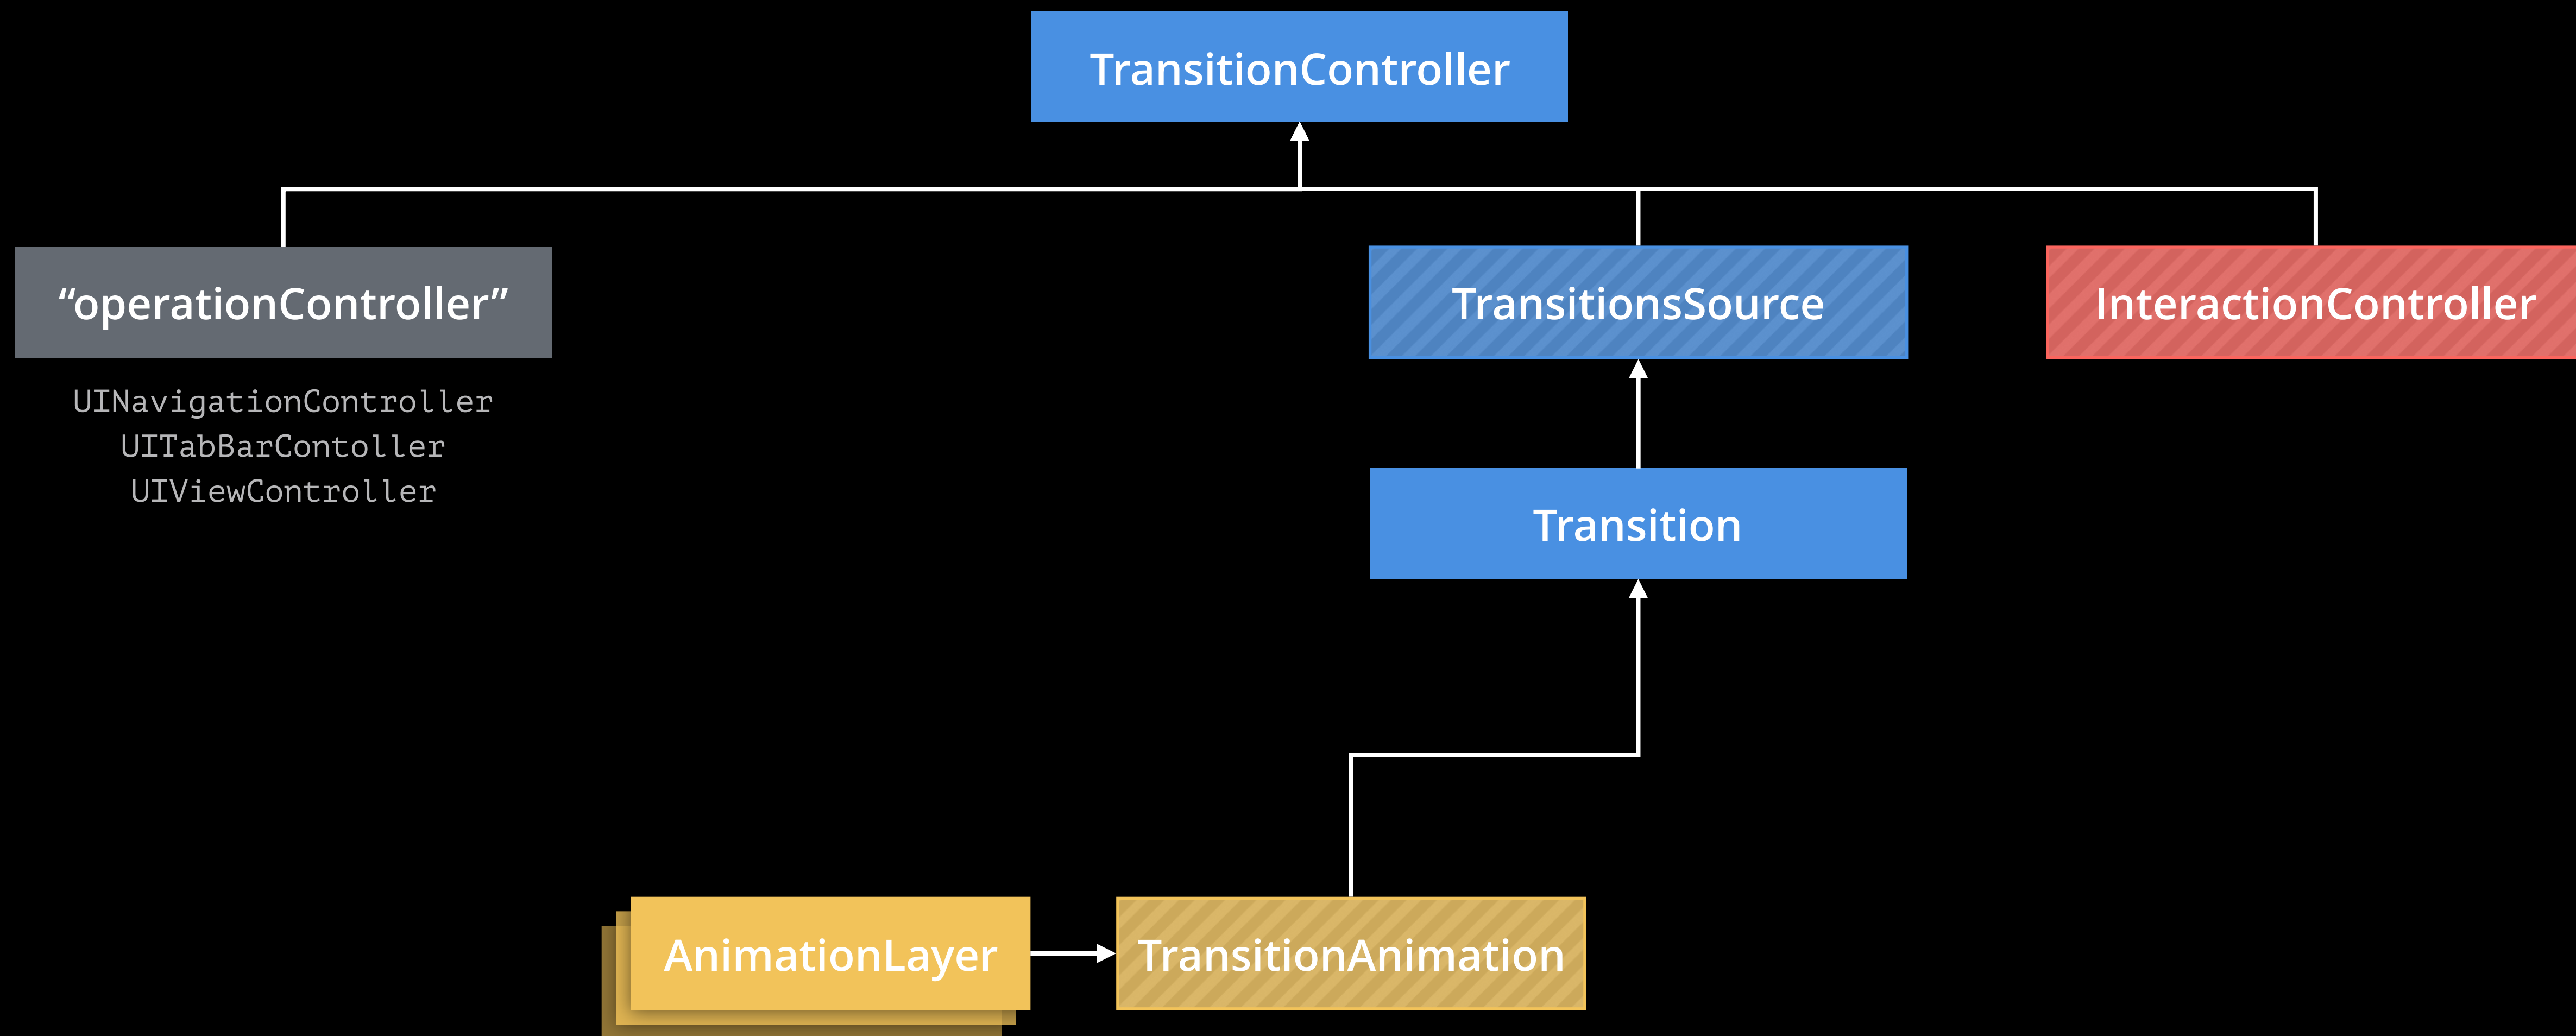 TransitionController
“operationController”
TransitionsSource
InteractionController
UINavigationController
UITabBarContoller
UIViewController
Transition
AnimationLayer
TransitionAnimation